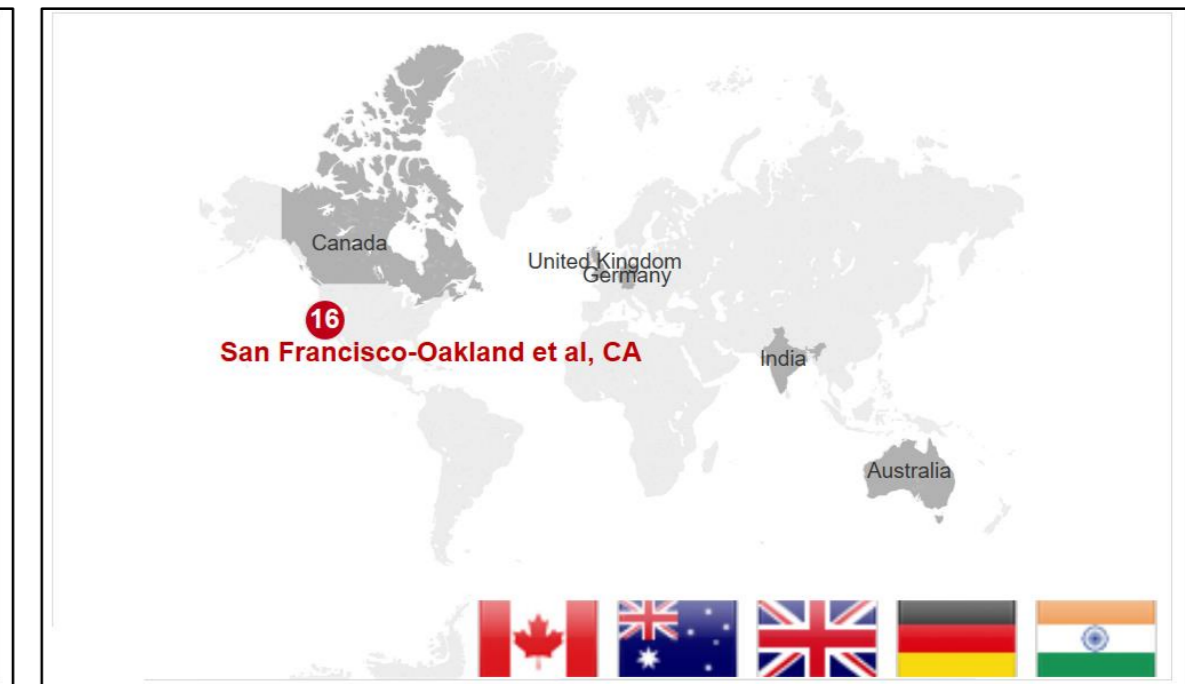 Canada
United Kingdom
Germany
16
San Francisco-Oakland et al, CA
India
Australia